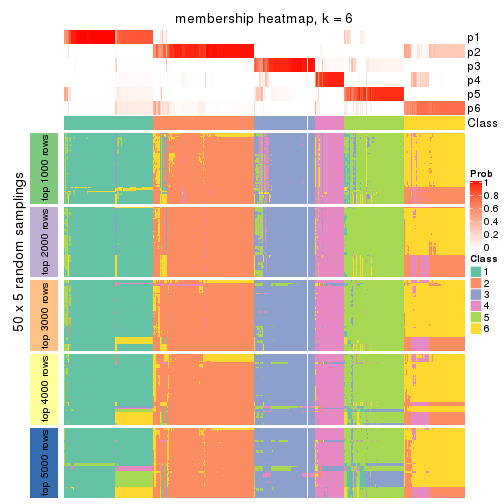 membership heatmap, k = 6
p1
p2
p3
p4
p5
p6
Class
50 x 5 random samplings
top 1000 rows
top 2000 rows
top 3000 rows
top 4000 rows
top 5000 rows
Prob
1
0.8
0.6
0.4
0.2
0
Class
1
2
3
4
5
6